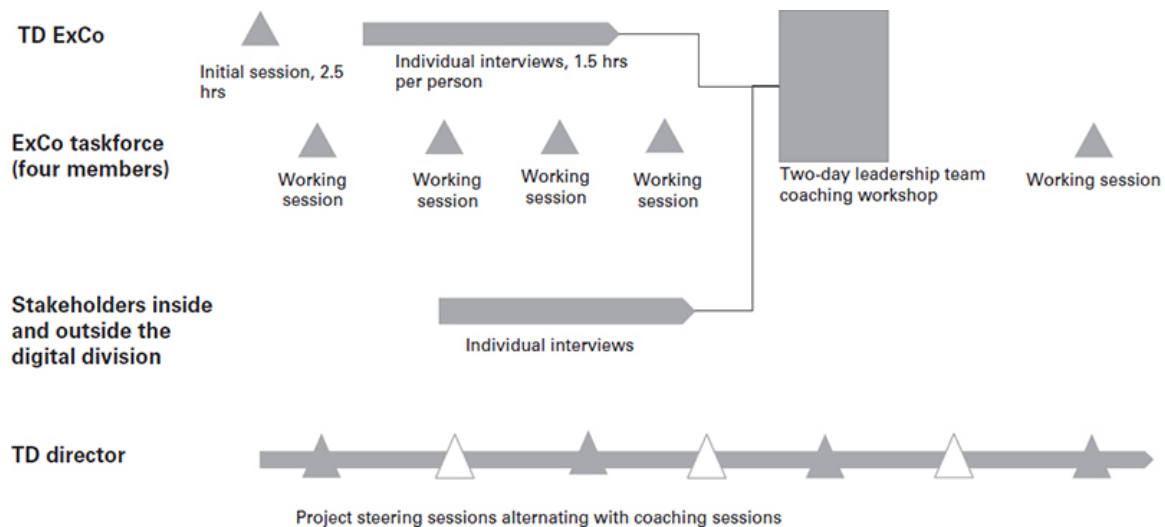 TD ExCo
Initial session, 2.5
hrs
Individual interviews, 1.5 hrs
per person
ExCo taskforce
(four members)
Working
session
Working
session
Working
session
Working
session
Two-day leadership team
coaching workshop
Working session
Stakeholders inside
and outside the
digital division
Individual interviews
TD director
Project steering sessions alternating with coaching sessions